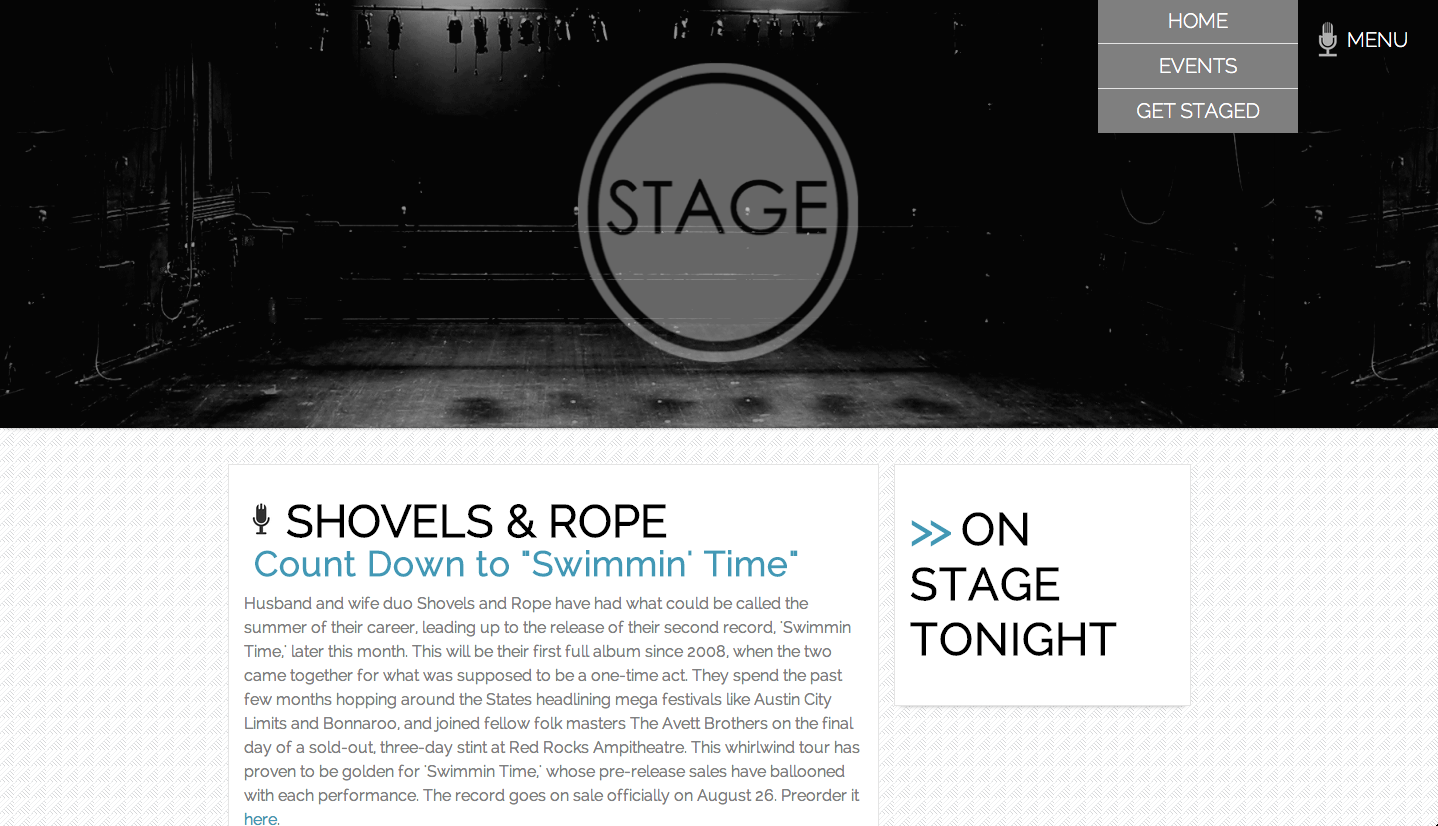 HOME
MENU
EVENTS
GET STAGED
STAGE
SHOVELS & ROPE
Count Down to "Swimmin' Time"
Husband and wife duo Shovels and Rope have had what could be called the
summer of their career, leading up to the release of their second record, 'Swimmin
Time,' later this month. This will be their first full album since 2008, when the two
came together for what was supposed to be a one-time act. They spend the past
few months hopping around the States headlining mega festivals like Austin City
Limits and Bonnaroo, and joined fellow folk masters The Avett Brothers on the final
day of a sold-out, three-day stint at Red Rocks Ampitheatre. This whirlwind tour has
proven to be golden for 'Swimmin Time,' whose pre-release sales have ballooned
with each performance. The record goes on sale officially on August 26. Preorder it
here.
>> ON
STAGE
TONIGHT